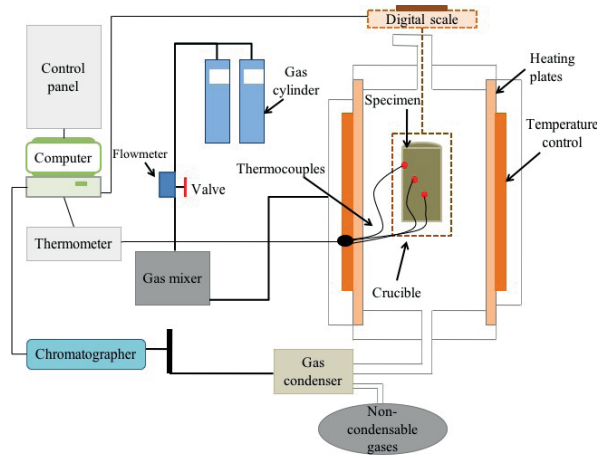 Digital scale
Control
panel
Gas
cylinder
Heating
plates
Specimen
Temperature
control
Computer
Flowmeter
Thermocouples
Valve
Thermometer
Gas mixer
Crucible
Chromatographer
Gas
condenser
Non-
condensable
gases